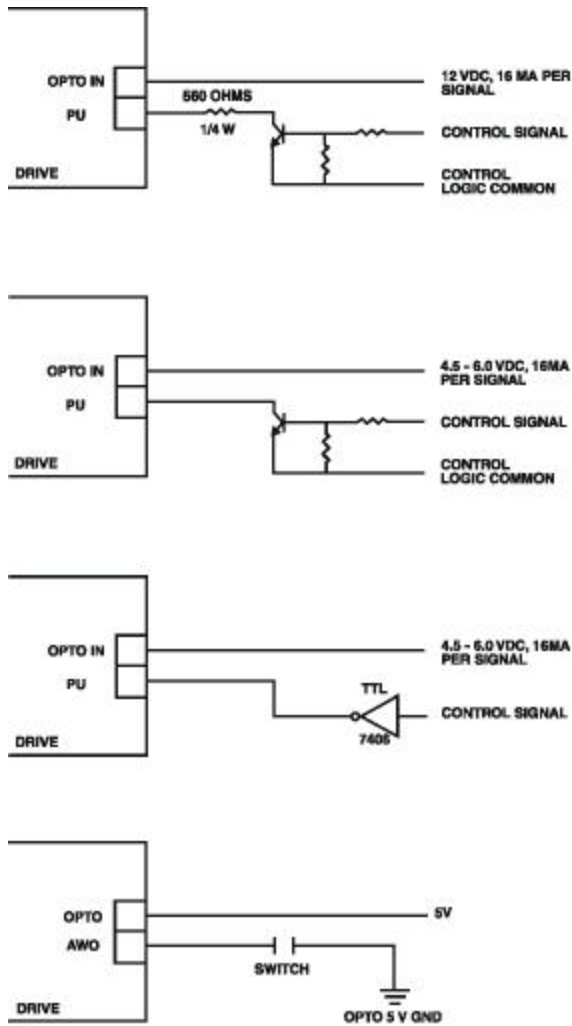 OPTO IN
12 VDC, 16 MA PER
SIGNAL
560 OHMS
PU
1/4 W
CONTROL SIGNAL
DRIVE
CONTROL
LOGIC COMMON
OPTO IN
4.5 - 6.0 VDC, 16MA
PER SIGNAL
PU
CONTROL SIGNAL
DRIVE
CONTROL
LOGIC COMMON
OPTO IN
4.5 - 6.0 VDC, 16MA
PER SIGNAL
PU
TTL
CONTROL SIGNAL
DRIVE
OPTO
5V
AWO
SWITCH
DRIVE
OPTO 5 V GND